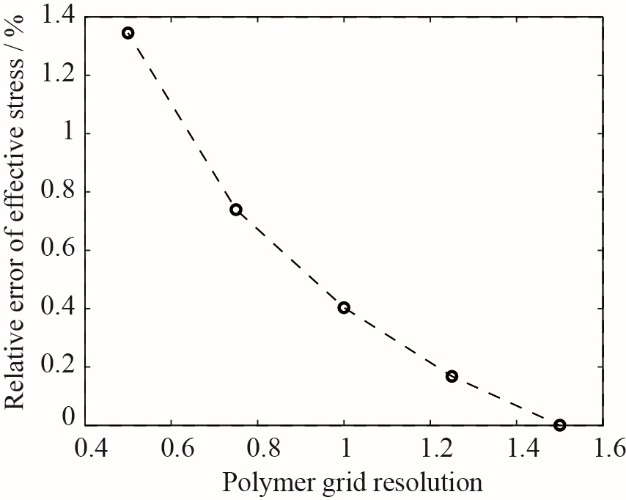 Relative error of effective stress / %
1.4
1.2
1
0.8
0.6
0.4
0.2
0
0.4 0.6 0.8 1 1.2 1.4 1.6
Polymer grid resolution